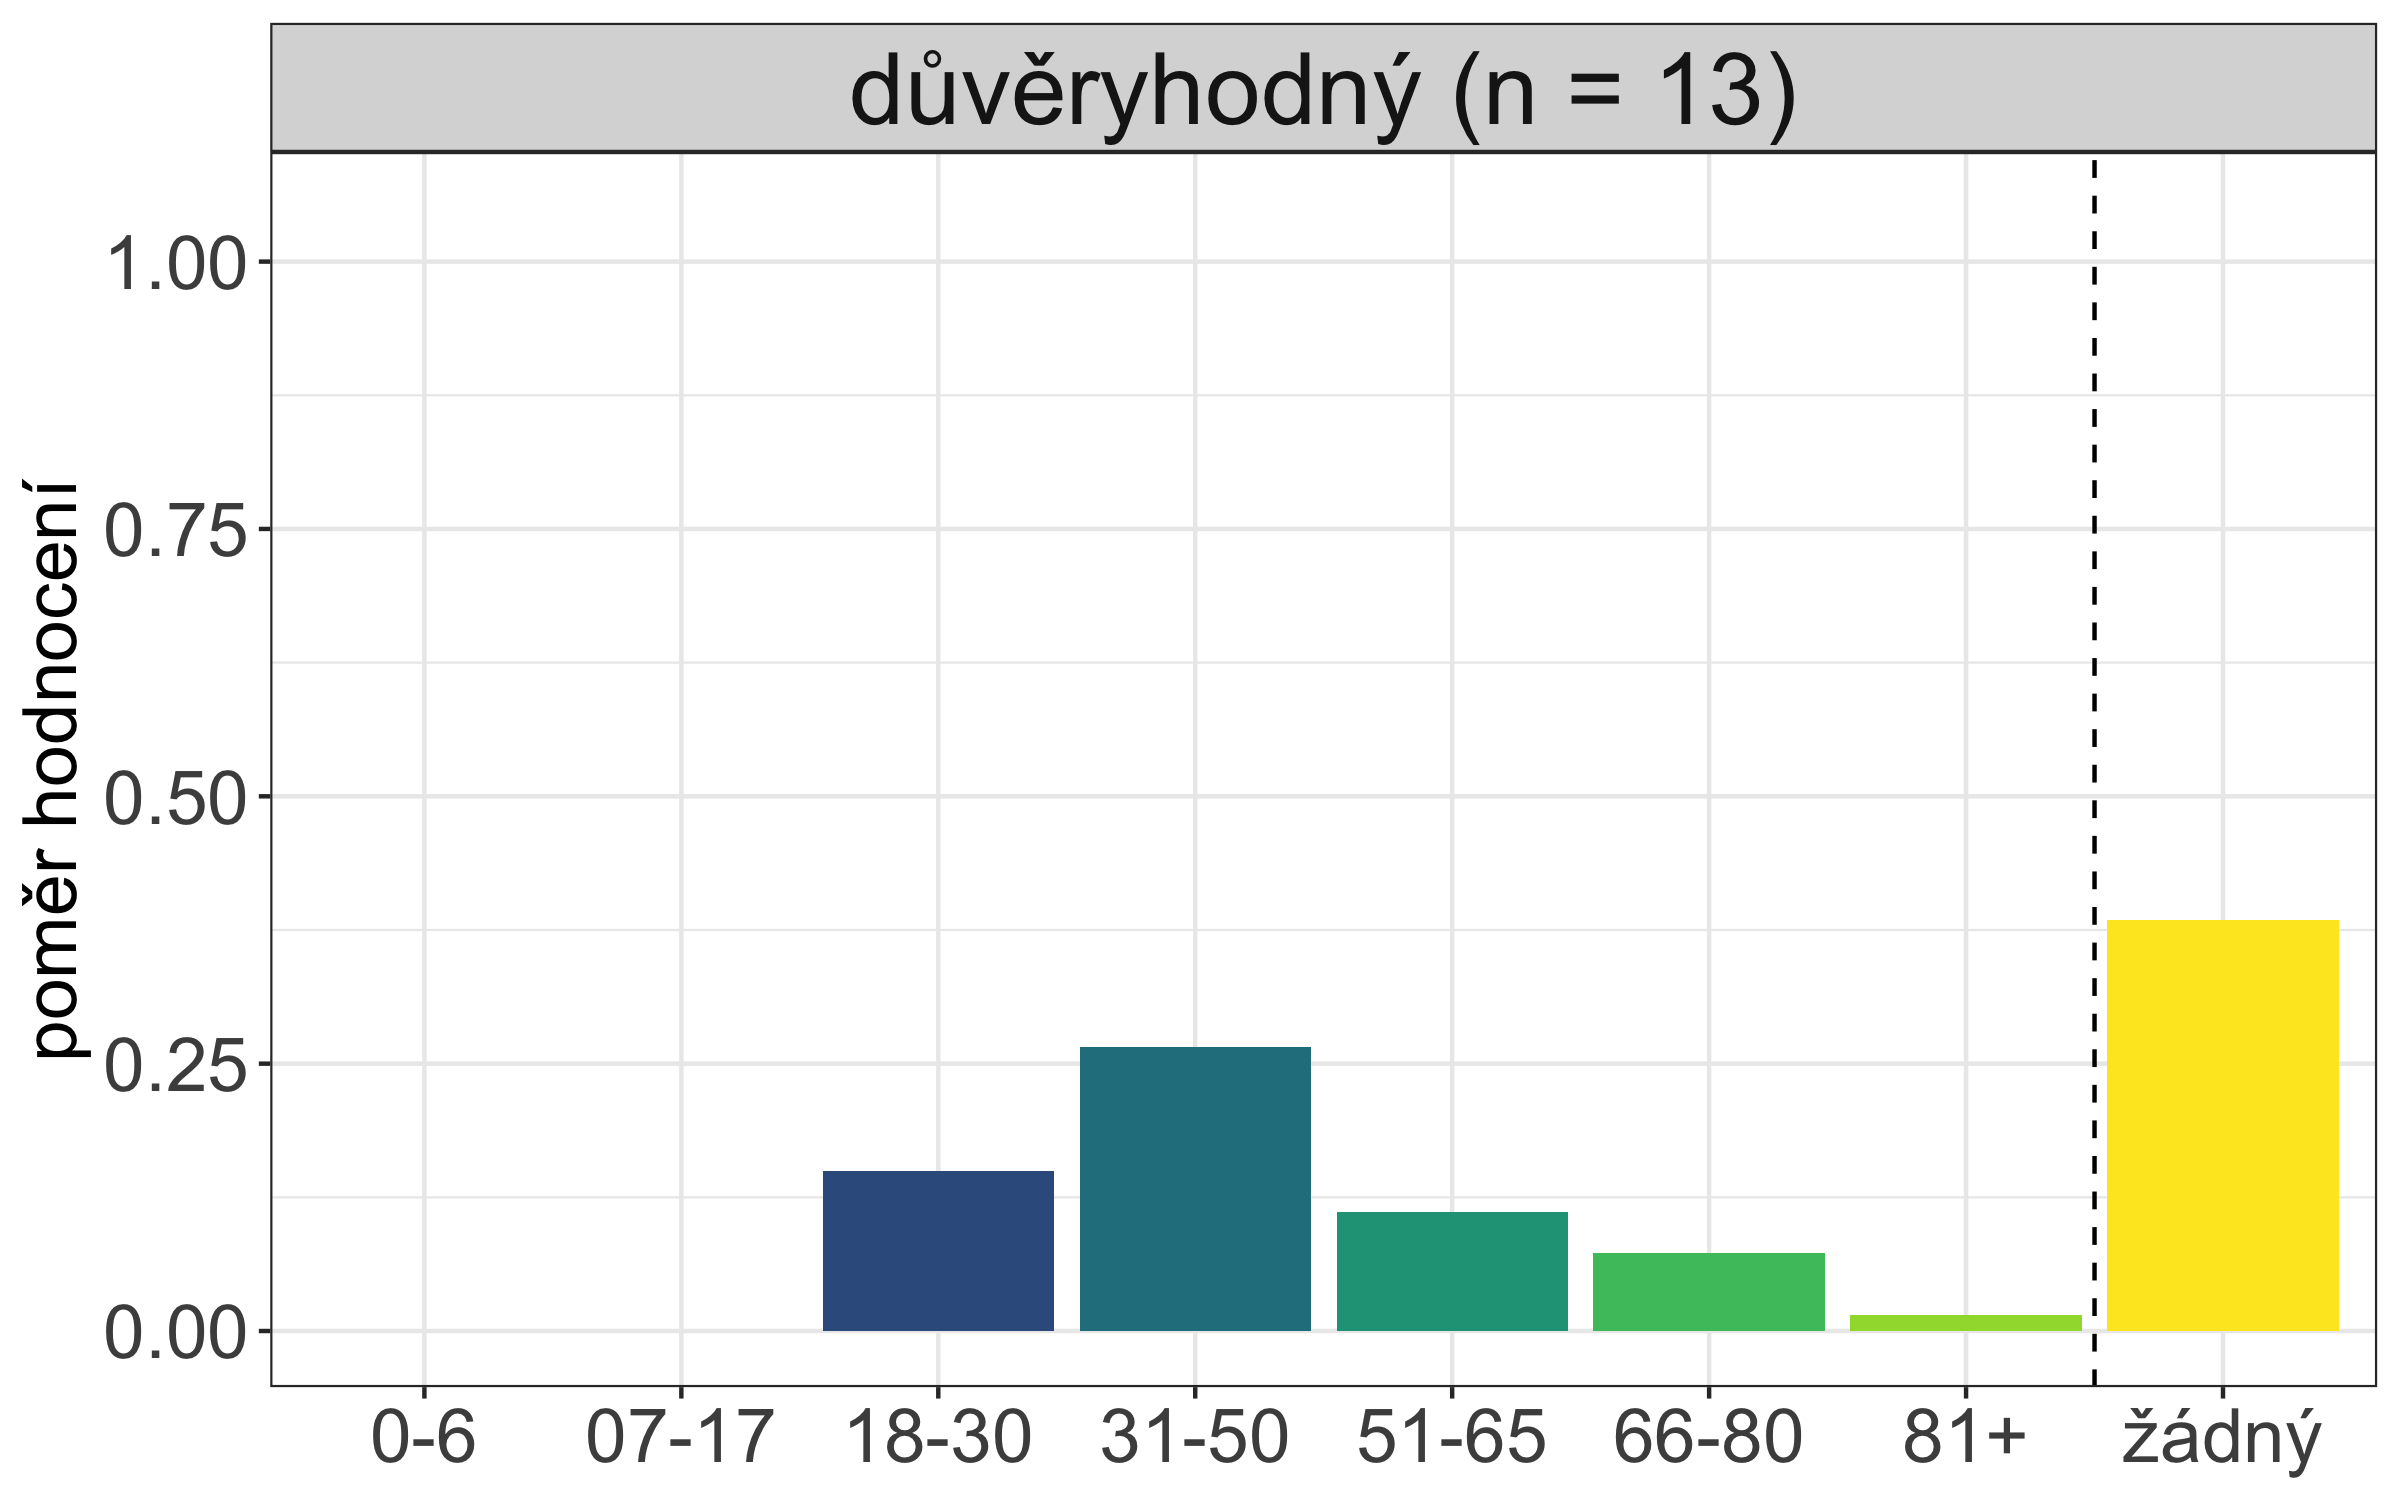 důvěryhodný (n = 13)
poměr hodnocení
1.00
0.75
0.50
0.25
0.00
0-6 07-17 18-30 31-50 51-65 66-80 81+ žádný